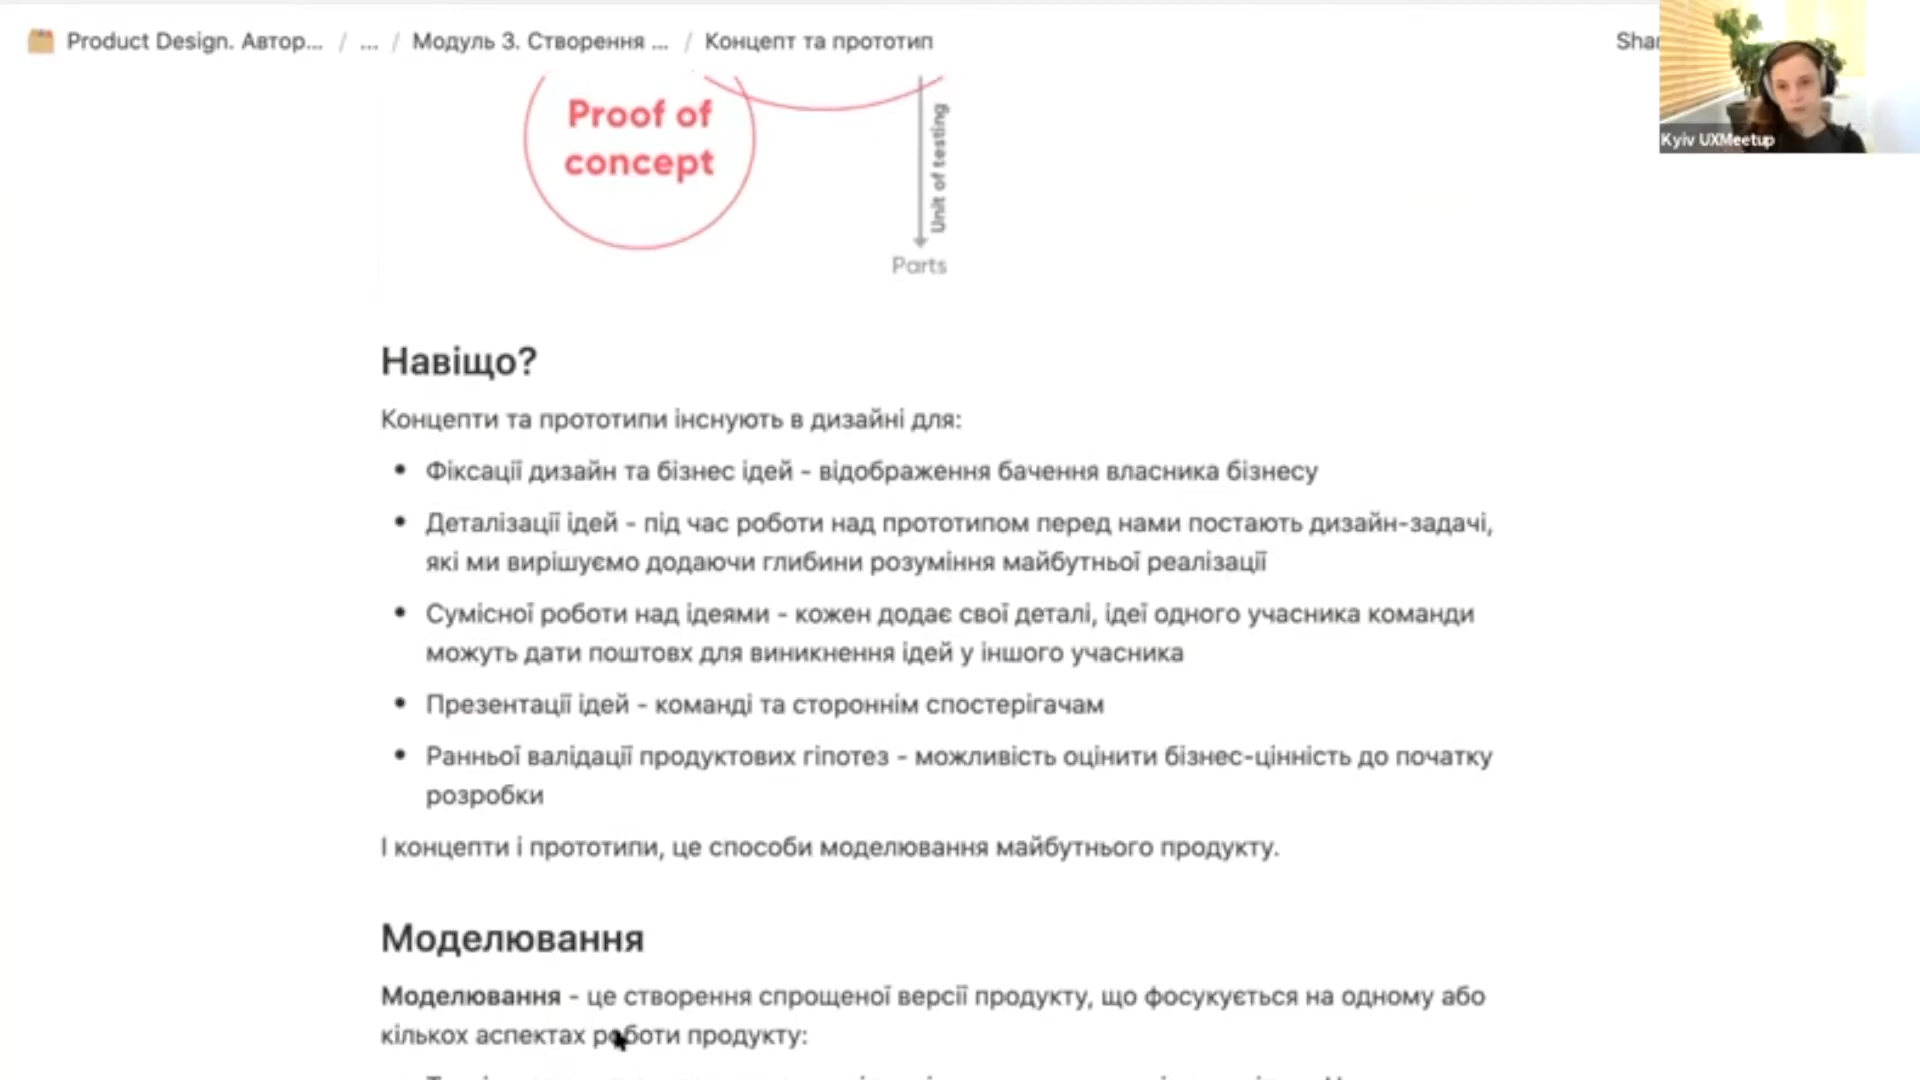 Product Design. Автор... / ... / Модуль 3. Створення ... / Концепт та прототип
Kyiv UXMeetup
Proof of
concept
Unit of testing
Parts
Навіщо?
Концепти та прототипи інснують в дизайні для:
• Фіксації дизайн та бізнес ідей - відображення бачення власника бізнесу
• Деталізації ідей - під час роботи над прототипом перед нами постають дизайн-задачі,
які ми вирішуємо додаючи глибини розуміння майбутньої реалізації
• Сумісної роботи над ідеями - кожен додає свої деталі, ідеї одного учасника команди
можуть дати поштовх для виникнення ідей у іншого учасника
• Презентації ідей - команді та стороннім спостерігачам
• Ранньої валідації продуктових гіпотез - можливість оцінити бізнес-цінність до початку
розробки
І концепти і прототипи, це способи моделювання майбутнього продукту.
Моделювання
Моделювання - це створення спрощеної версії продукту, що фосукується на одному або
кількох аспектах роботи продукту: